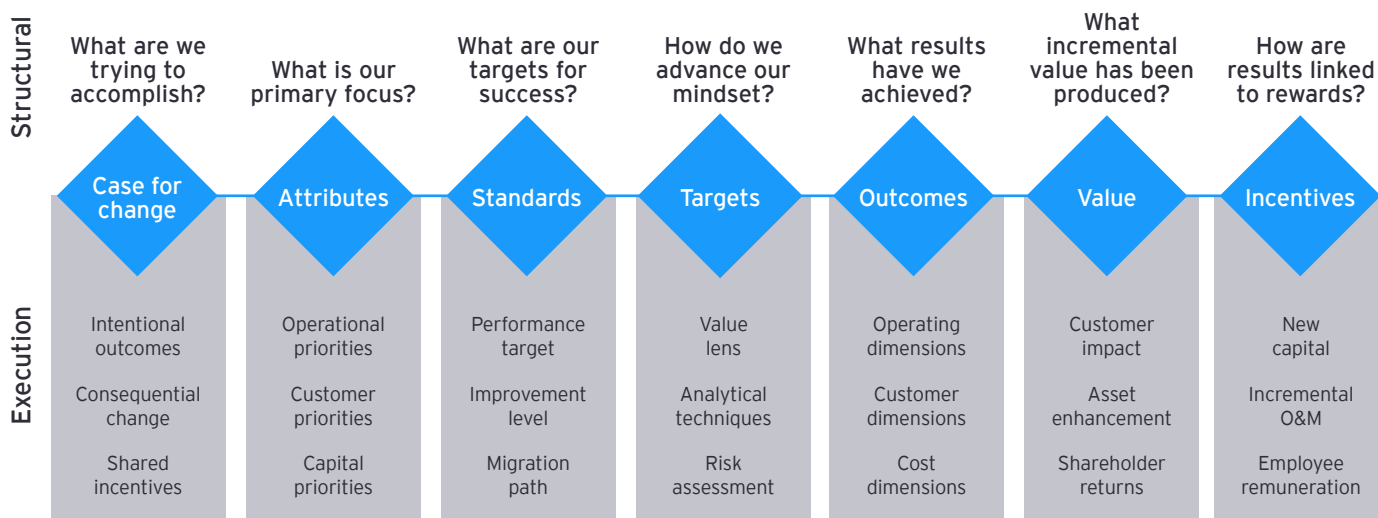 Structural
What are we
trying to
accomplish?
What is our
primary focus?
What are our
targets for
success?
How do we
advance our
mindset?
What results
have we
achieved?
What
incremental
value has been
produced?
How are
results linked
to rewards?
Case for
change
Attributes
Standards
Targets
Outcomes
Value
Incentives
Execution
Intentional
outcomes
Consequential
change
Shared
incentives
Operational
priorities
Customer
priorities
Capital
priorities
Performance
target
Improvement
level
Migration
path
Value
lens
Analytical
techniques
Risk
assessment
Operating
dimensions
Customer
dimensions
Cost
dimensions
Customer
impact
Asset
enhancement
Shareholder
returns
New
capital
Incremental
O&M
Employee
remuneration